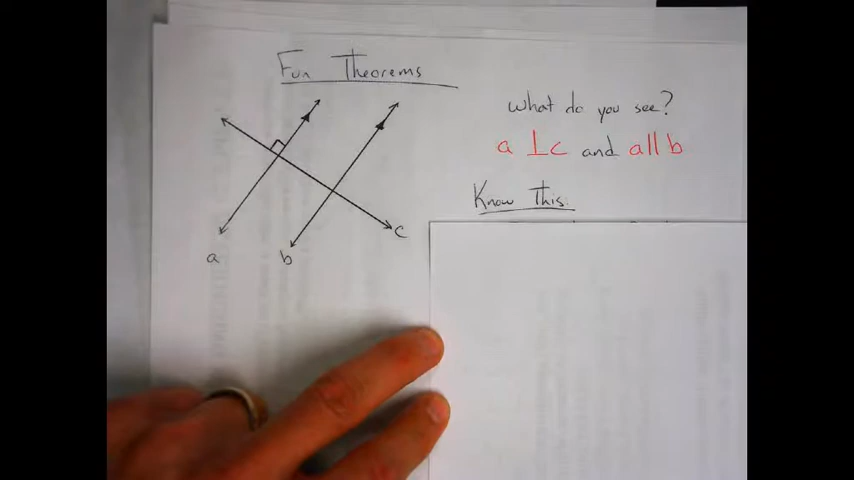 Fun Theorems
What do you see?
a ⊥ c and a || b
Know This:
a
b
c